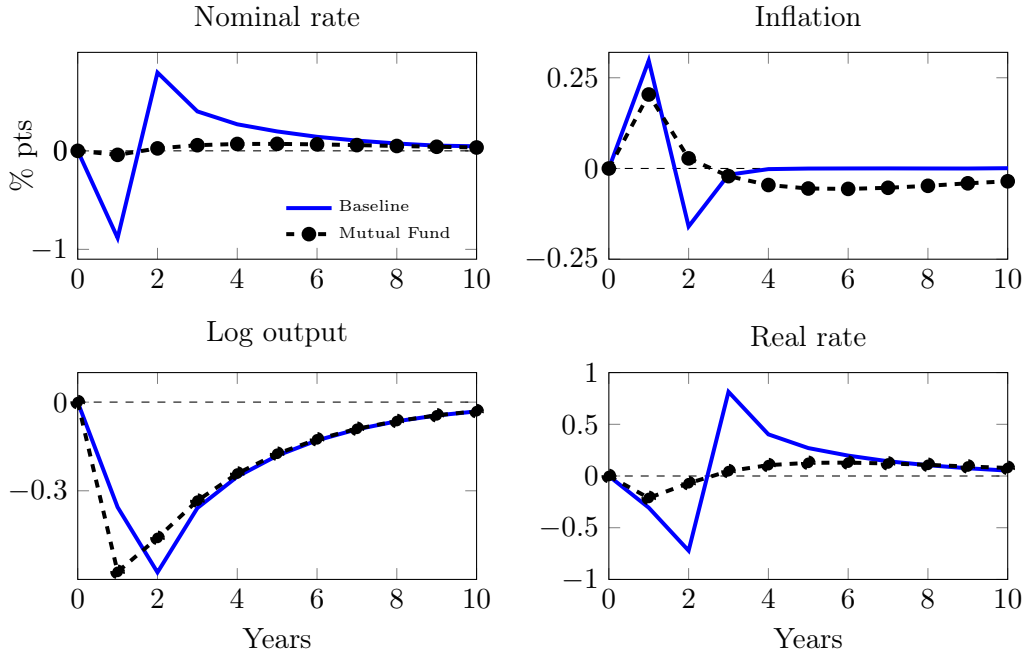 Nominal rate
% pts
0
−1
Baseline
Mutual Fund
0 2 4 6 8 10
Inflation
0.25
0
−0.25
0 2 4 6 8 10
Log output
0
−0.3
0 2 4 6 8 10
Years
Real rate
1
0.5
0
−0.5
−1
0 2 4 6 8 10
Years